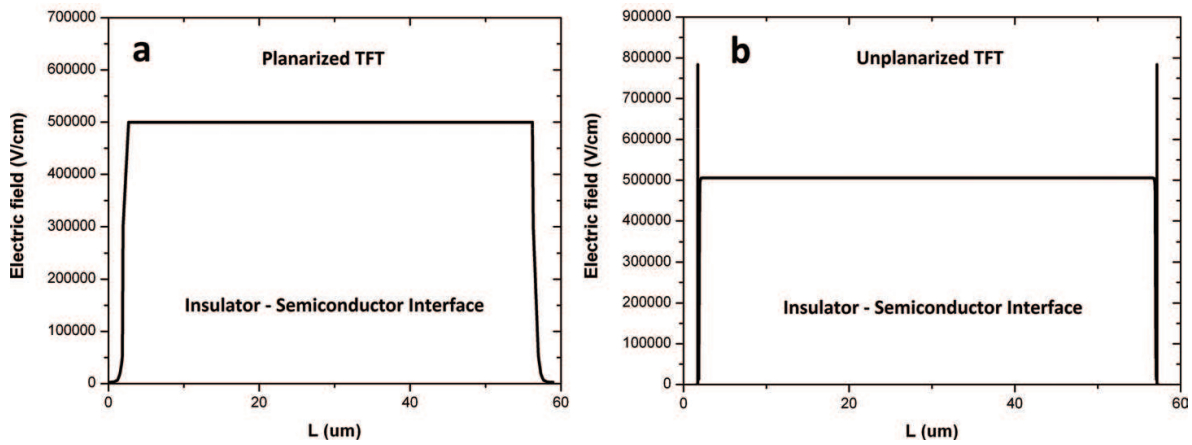 700000
a
Planarized TFT
600000
500000
400000
300000
200000
100000
0
Insulator - Semiconductor Interface
Electric field (V/cm)
0
20
40
60
L (um)
900000
b
Unplanarized TFT
800000
700000
600000
500000
400000
300000
200000
100000
0
Insulator - Semiconductor Interface
Electric field (V/cm)
0
20
40
60
L (um)